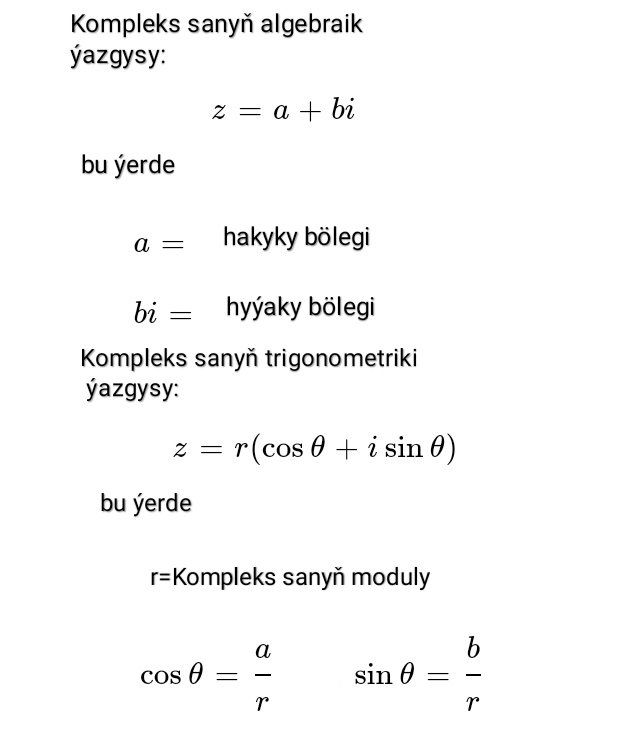 Kompleks sanyň algebraik
ýazgysy:
z = a + bi
bu ýerde
a = hakyky bölegi
bi = hyýaky bölegi
Kompleks sanyň trigonometriki
ýazgysy:
z = r(cos θ + i sin θ)
bu ýerde
r=Kompleks sanyň moduly
cos θ = a/r sin θ = b/r